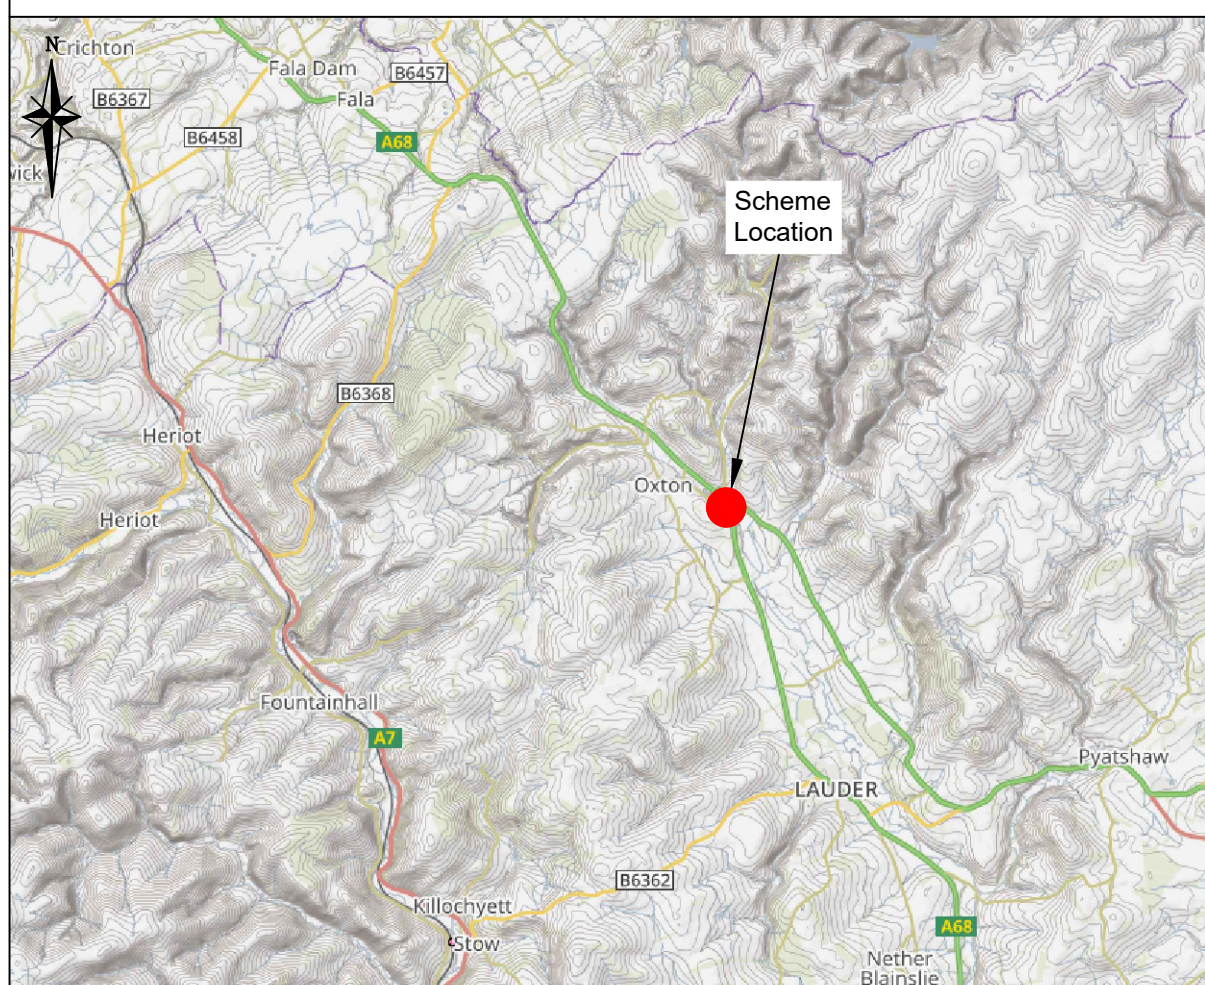 N
Crichton
Fala Dam
B6457
B6367
Fala
B6458
A68
wick
Scheme
Location
B6368
Heriot
Oxton
Heriot
Fountainhall
A7
Pyatshaw
LAUDER
B6362
Killochyett
A68
Stow
Nether
Blainslie